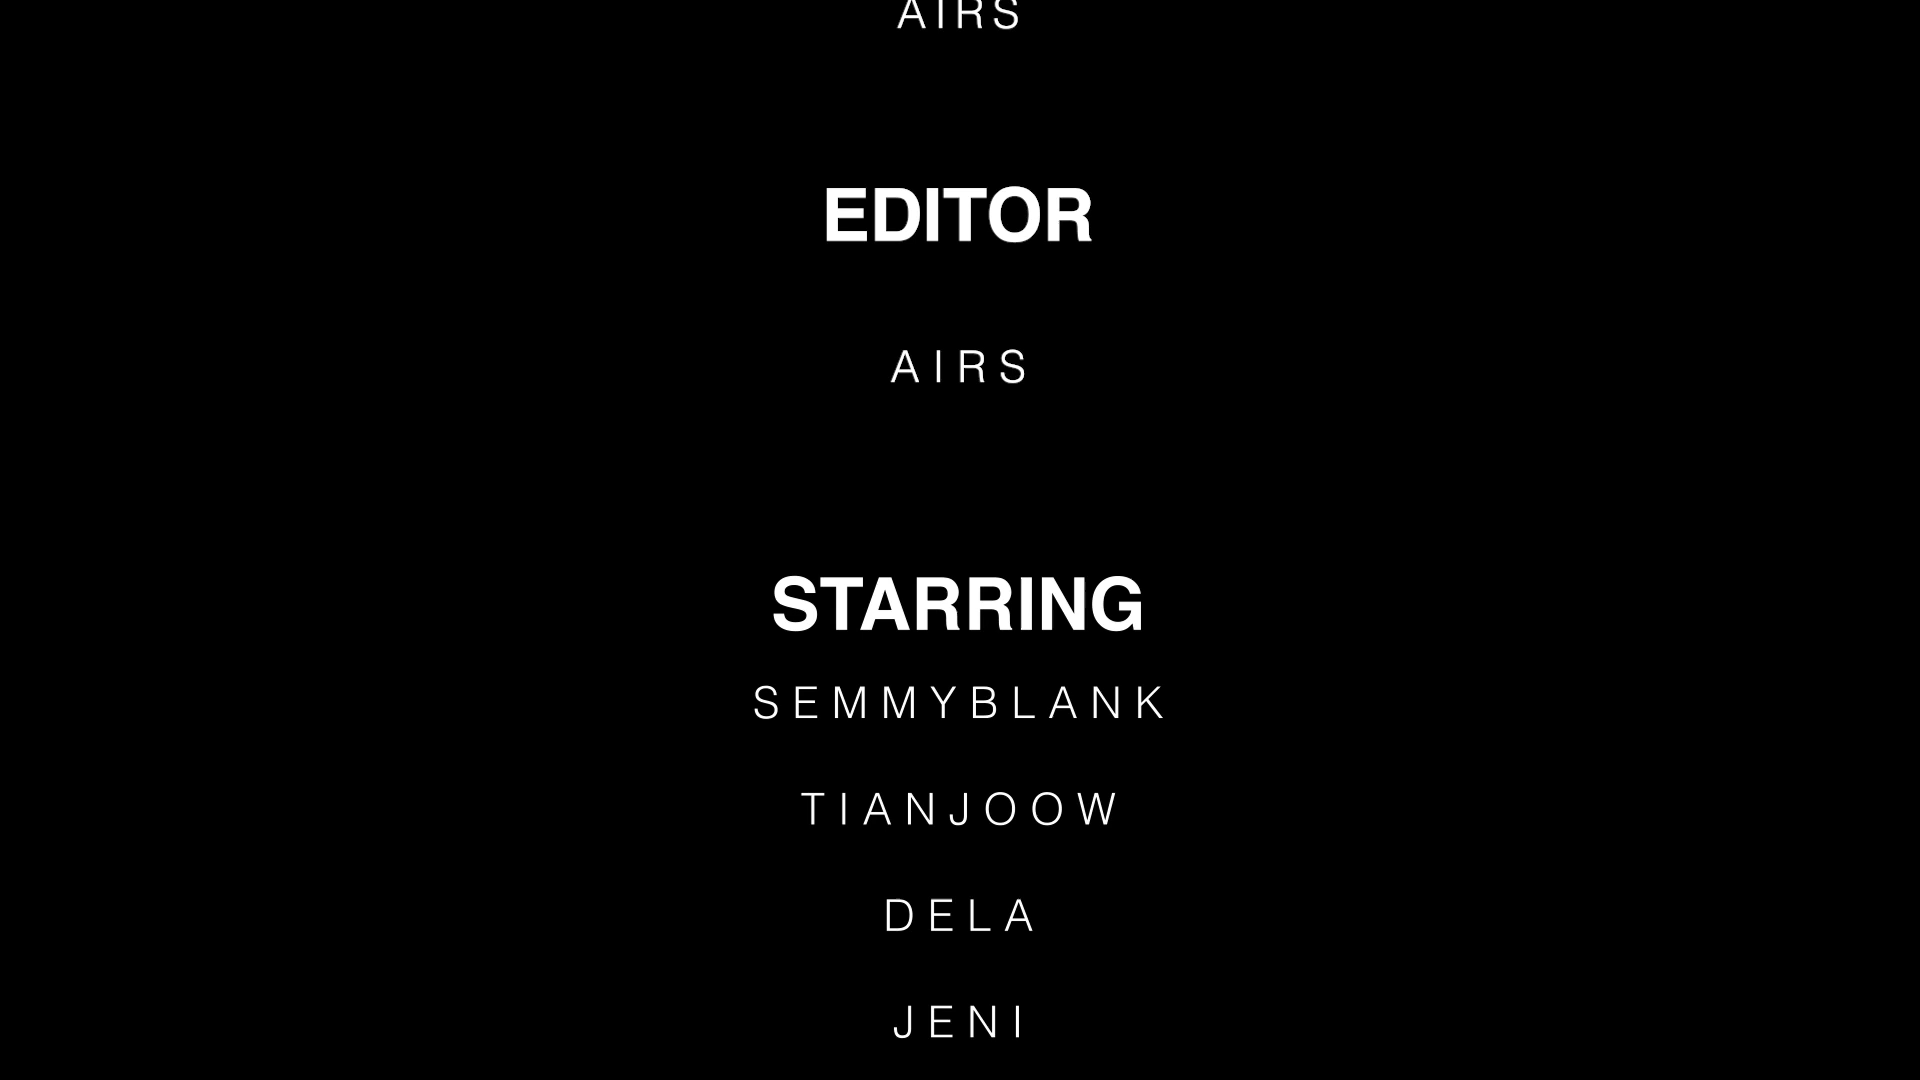 AIRS
EDITOR
AIRS
STARRING
SEMMYBLANK
TIANJOOW
DELA
JENI